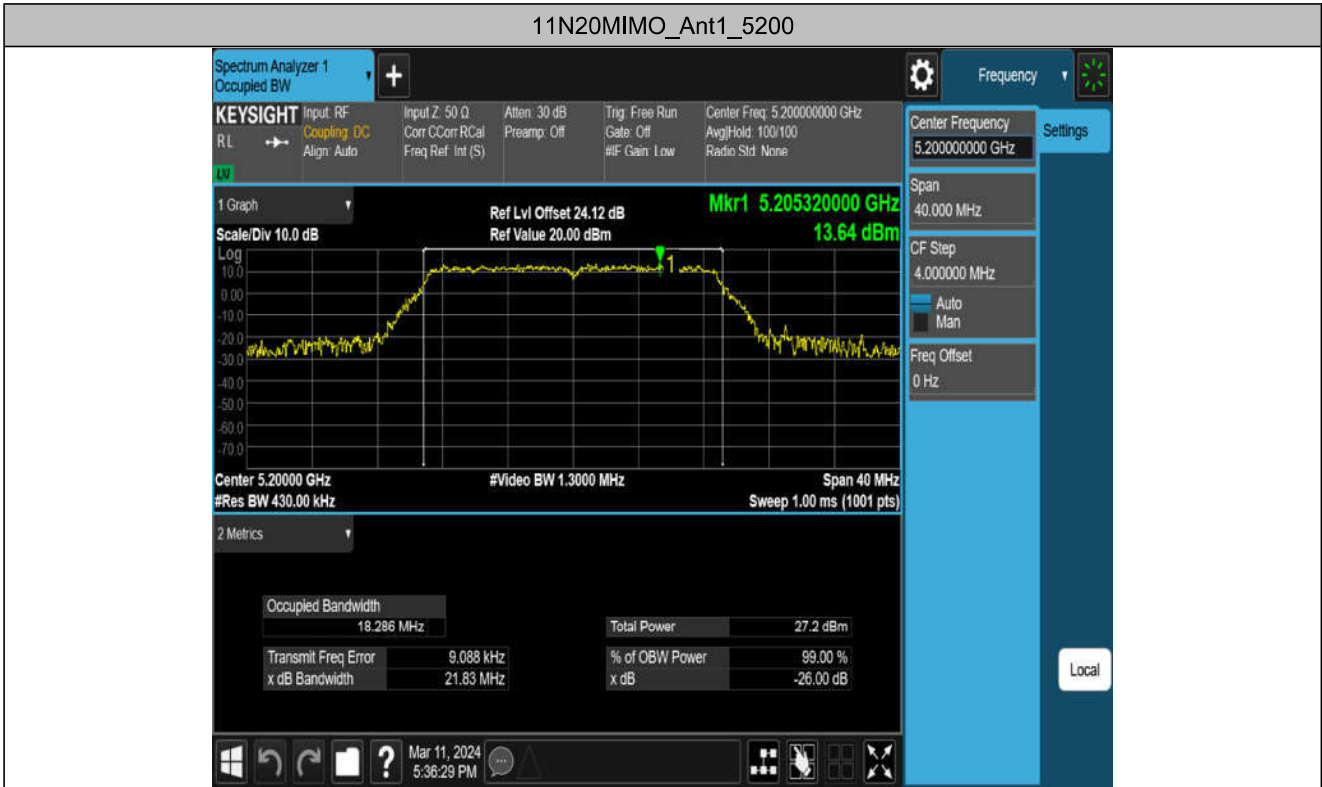 11N20MIMO_Ant1_5200
Spectrum Analyzer 1
Occupied BW
Frequency
KEYSIGHT
R L
LXI
Input: RF
Coupling: DC
Align: Auto
Input Z: 50 Ω
Corr CCorr RCal
Freq Ref: Int (S)
Atten: 30 dB
Preamp: Off
Trig: Free Run
Gate: Off
#IF Gain: Low
Center Freq: 5.200000000 GHz
Avg|Hold: 100/100
Radio Std: None
Center Frequency
5.200000000 GHz
Settings
Span
40.000 MHz
CF Step
4.000000 MHz
Auto
Man
Freq Offset
0 Hz
Local
1 Graph
Scale/Div 10.0 dB
Ref Lvl Offset 24.12 dB
Ref Value 20.00 dBm
Mkr1 5.205320000 GHz
13.64 dBm
Log
10.0
0.00
-10.0
-20.0
-30.0
-40.0
-50.0
-60.0
-70.0
1
Center 5.20000 GHz
#Video BW 1.3000 MHz
Span 40 MHz
#Res BW 430.00 kHz
Sweep 1.00 ms (1001 pts)
2 Metrics
Occupied Bandwidth
18.286 MHz
Total Power 27.2 dBm
Transmit Freq Error 9.088 kHz
% of OBW Power 99.00 %
x dB Bandwidth 21.83 MHz
x dB -26.00 dB
?
Mar 11, 2024
5:36:29 PM